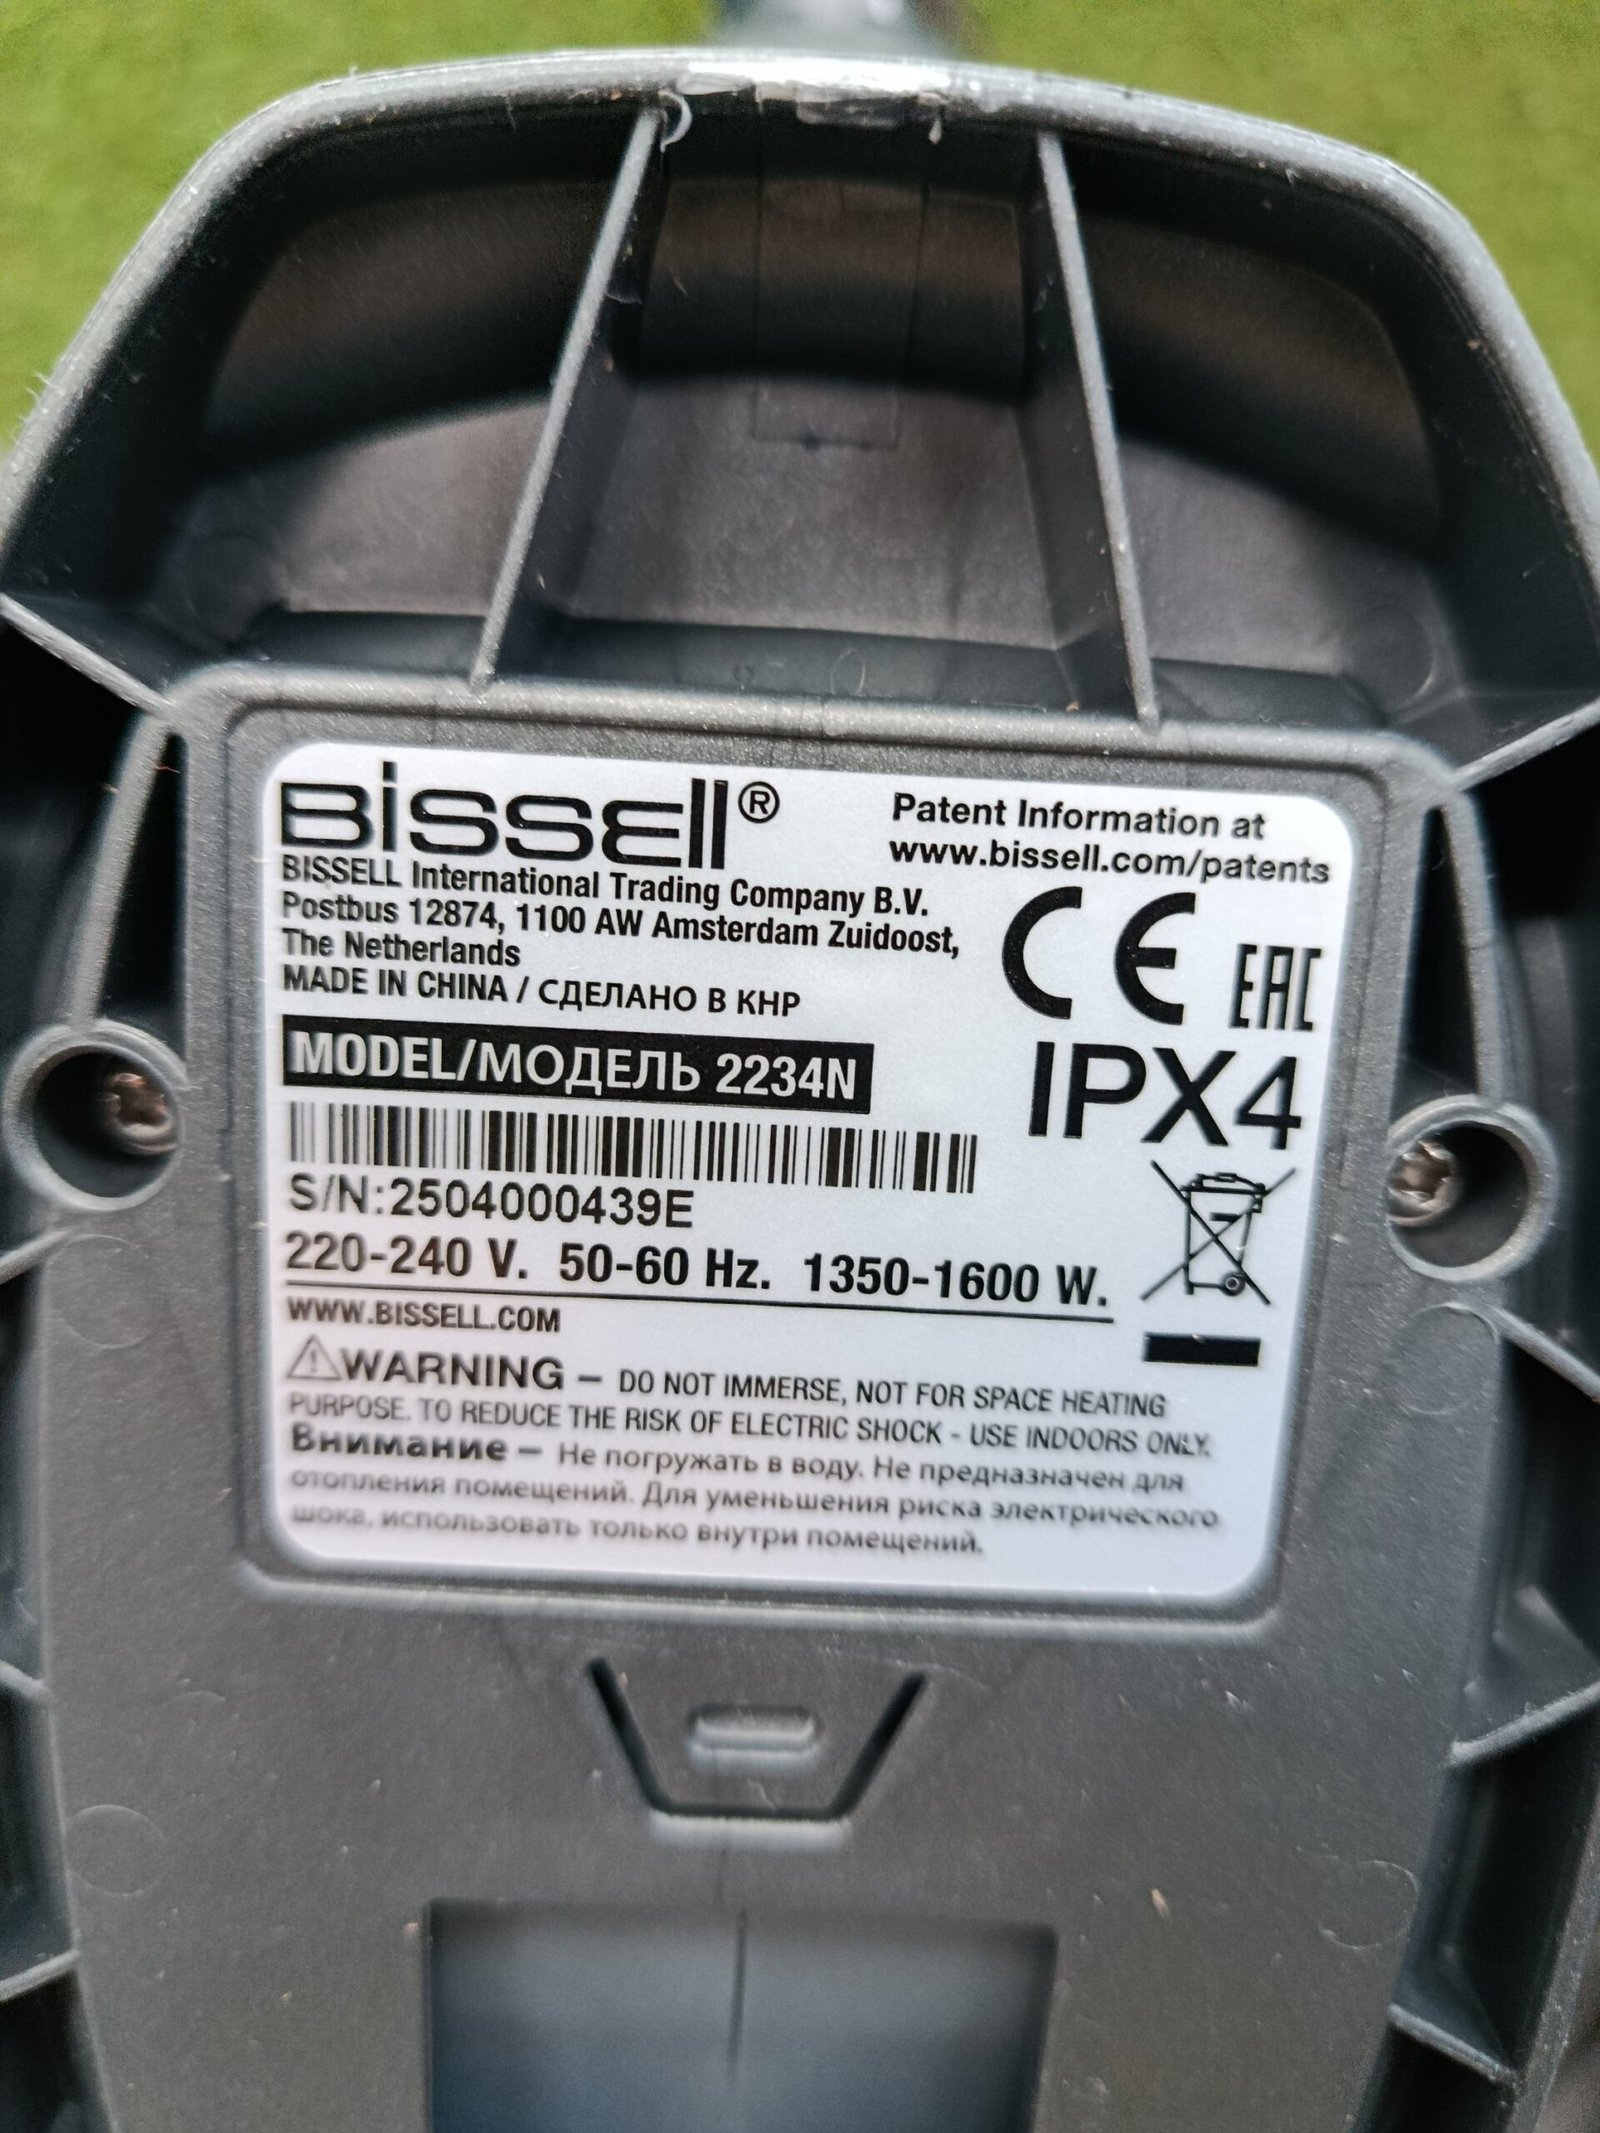 Bissell®
Patent Information at
www.bissell.com/patents
BISSELL International Trading Company B.V.
Postbus 12874, 1100 AW Amsterdam Zuidoost,
The Netherlands
MADE IN CHINA / СДЕЛАНО В КНР
CE EAC
MODEL/МОДЕЛЬ 2234N
IPX4
S/N:2504000439E
220-240 V. 50-60 Hz. 1350-1600 W.
WWW.BISSELL.COM
WARNING – DO NOT IMMERSE, NOT FOR SPACE HEATING
PURPOSE. TO REDUCE THE RISK OF ELECTRIC SHOCK - USE INDOORS ONLY.
Внимание – Не погружать в воду. Не предназначен для
отопления помещений. Для уменьшения риска электрического
шока, использовать только внутри помещений.